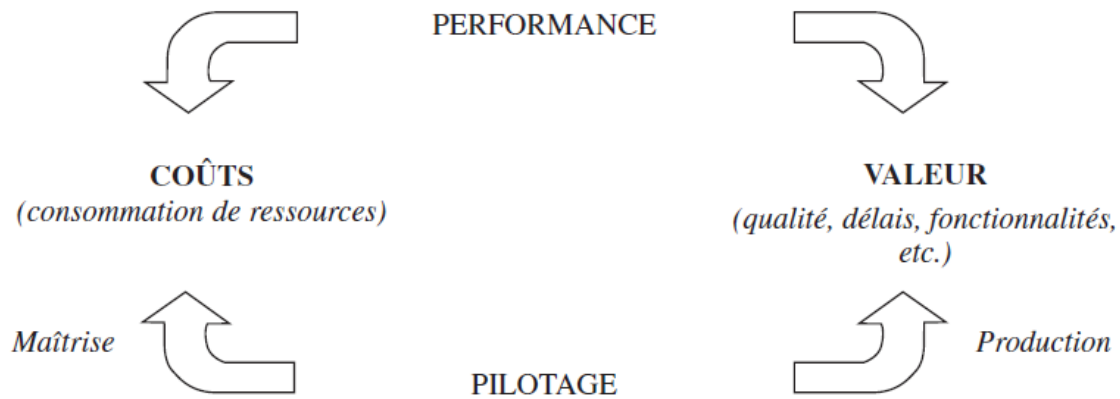 PERFORMANCE
COÛTS
(consommation de ressources)
VALEUR
(qualité, délais, fonctionnalités,
etc.)
Maîtrise
Production
PILOTAGE